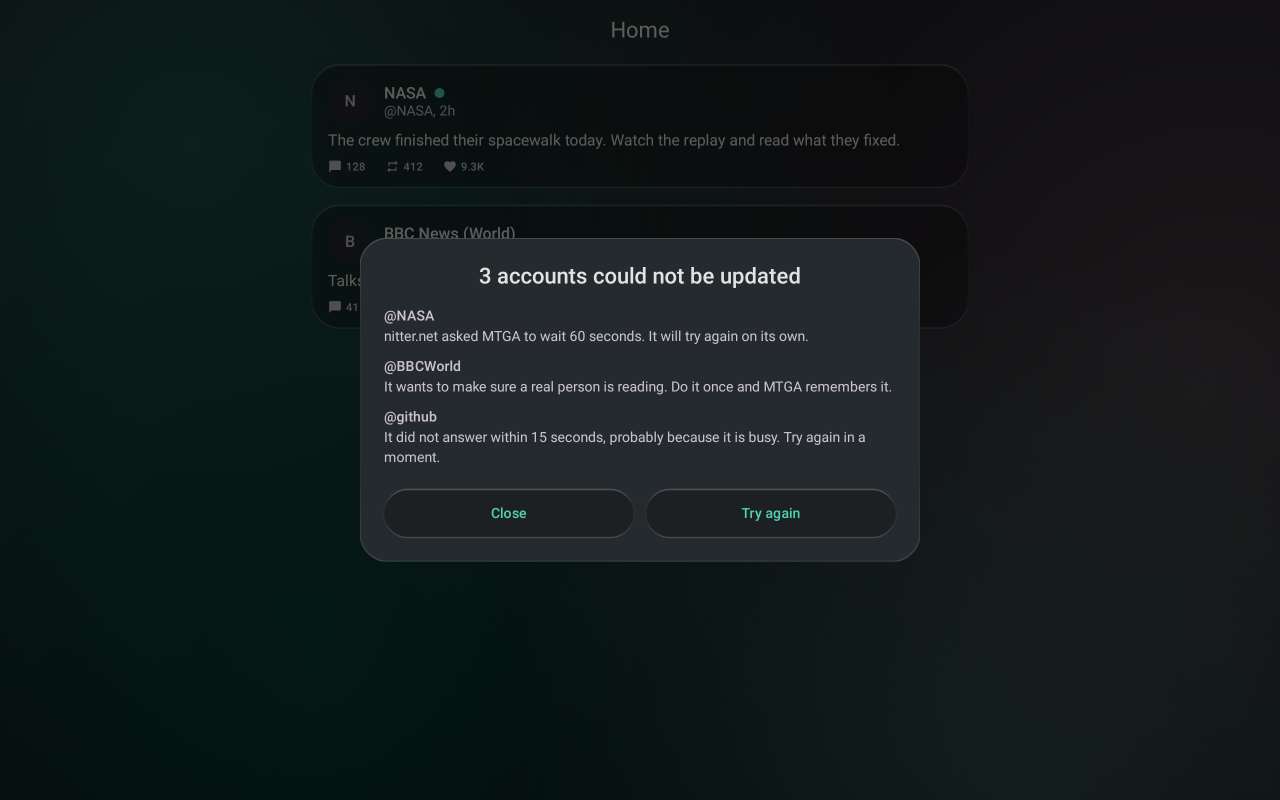 Home
N
NASA
@NASA, 2h
The crew finished their spacewalk today. Watch the replay and read what they fixed.
128 412 9.3K
B
BBC News (World)
Talks
41
3 accounts could not be updated
@NASA
nitter.net asked MTGA to wait 60 seconds. It will try again on its own.
@BBCWorld
It wants to make sure a real person is reading. Do it once and MTGA remembers it.
@github
It did not answer within 15 seconds, probably because it is busy. Try again in a
moment.
Close Try again